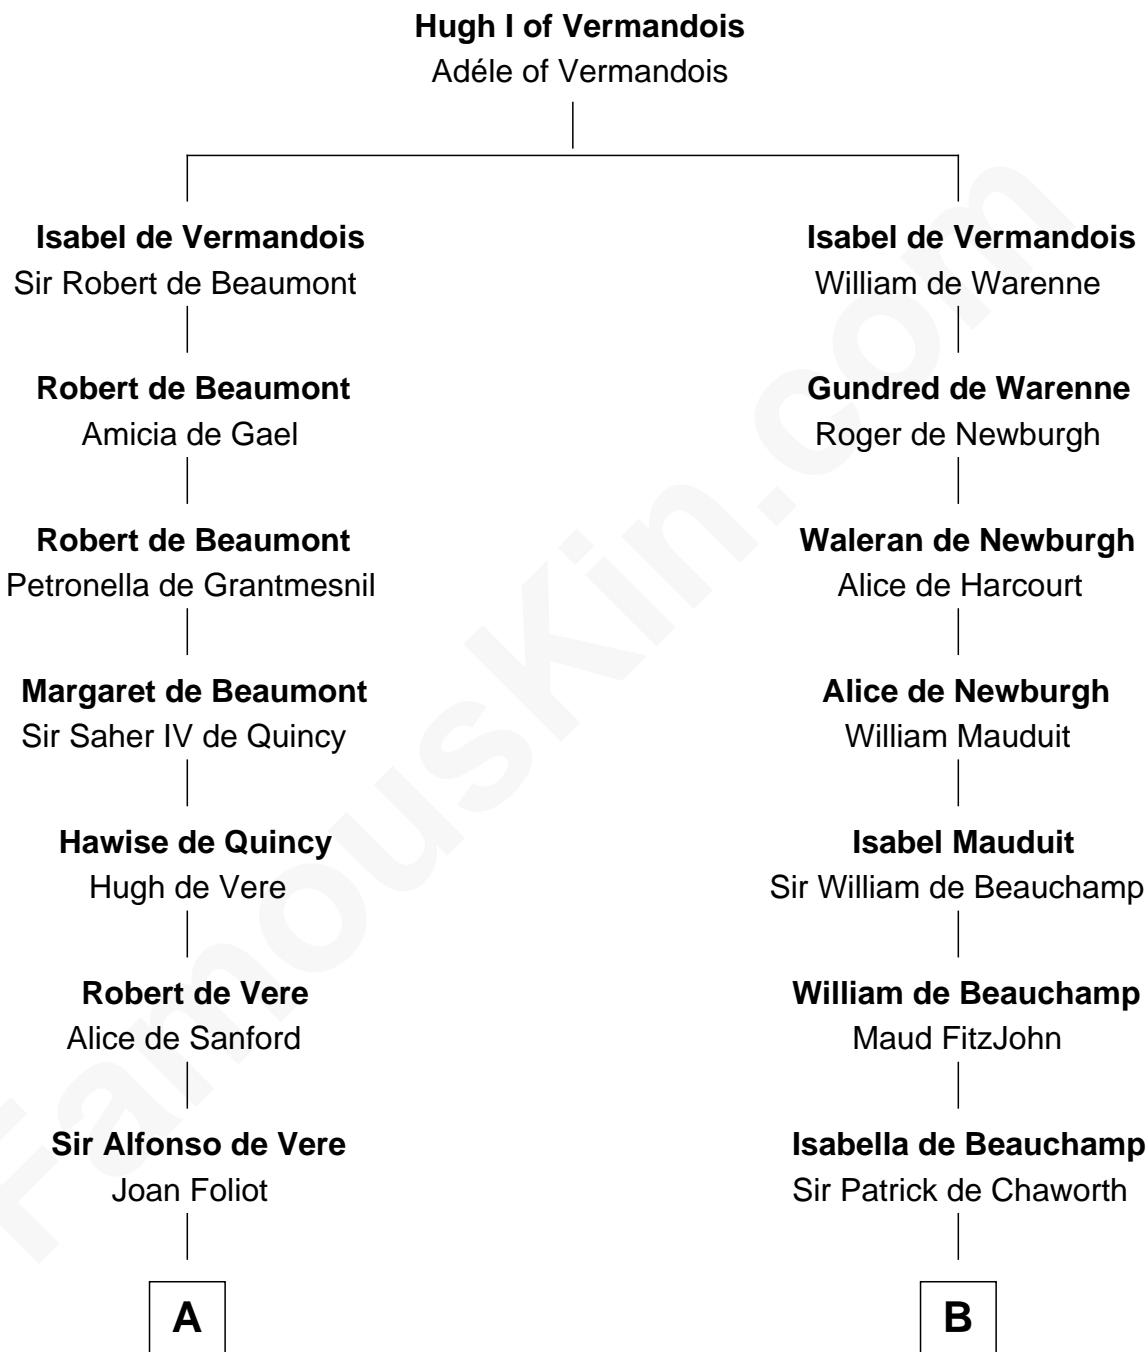 Hugh I of Vermandois
Adéle of Vermandois
Isabel de Vermandois
Sir Robert de Beaumont
Isabel de Vermandois
William de Warenne
Robert de Beaumont
Amicia de Gael
Gundred de Warenne
Roger de Newburgh
Robert de Beaumont
Petronella de Grantmesnil
Waleran de Newburgh
Alice de Harcourt
Margaret de Beaumont
Sir Saher IV de Quincy
Alice de Newburgh
William Mauduit
Hawise de Quincy
Hugh de Vere
Isabel Mauduit
Sir William de Beauchamp
Robert de Vere
Alice de Sanford
William de Beauchamp
Maud FitzJohn
Sir Alfonso de Vere
Joan Foliot
Isabella de Beauchamp
Sir Patrick de Chaworth
A
B
FamousKin.com